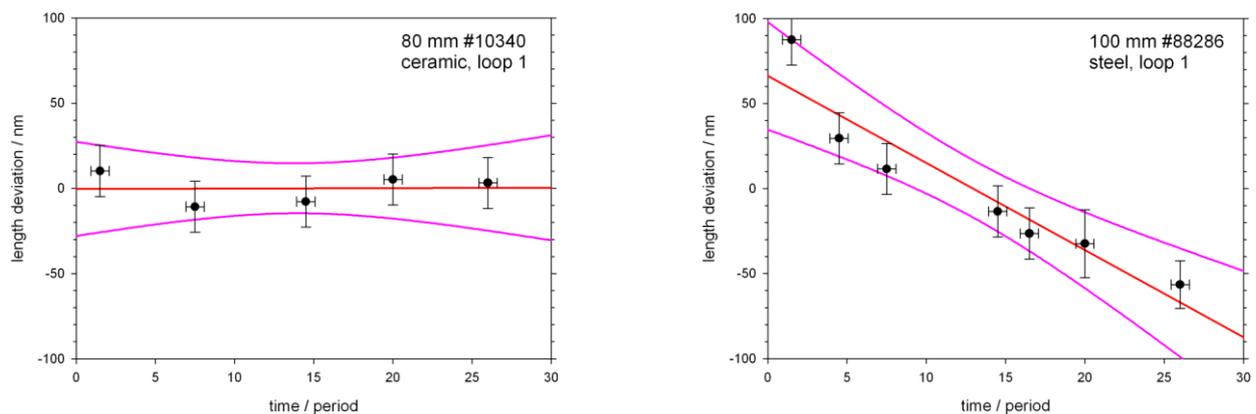 100
50
0
-50
-100
length deviation / nm
80 mm #10340
ceramic, loop 1
0 5 10 15 20 25 30
time / period
100
50
0
-50
-100
length deviation / nm
100 mm #88286
steel, loop 1
0 5 10 15 20 25 30
time / period